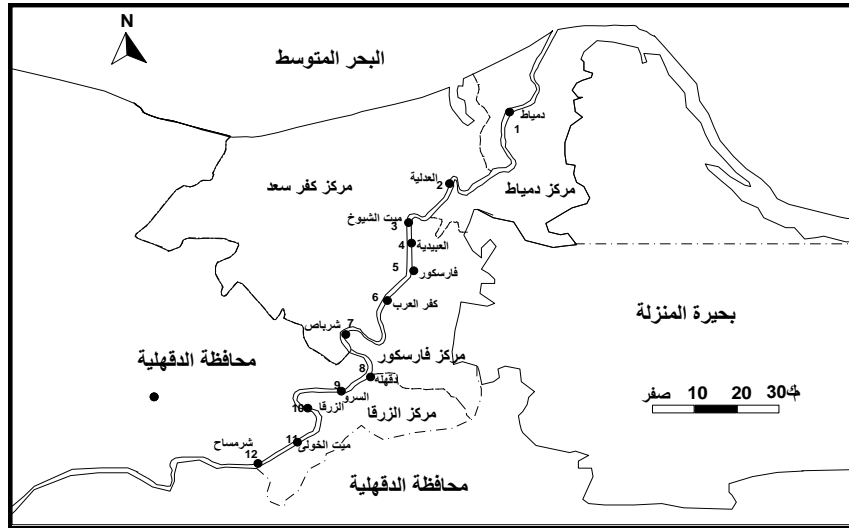 N
البحر المتوسط
دمياط
1
العدلية
2
مركز دمياط
مركز كفر سعد
ميت الشيوخ
3
4
العبيدية
5
فارسكور
6
كفر العرب
بحيرة المنزلة
شرباص
7
مركز فارسكور
محافظة الدقهلية
8
دقهلة
9
السرو
صفر 10 20 30ك
10
الزرقا
مركز الزرقا
11
ميت الخولى
شرمساح
12
محافظة الدقهلية